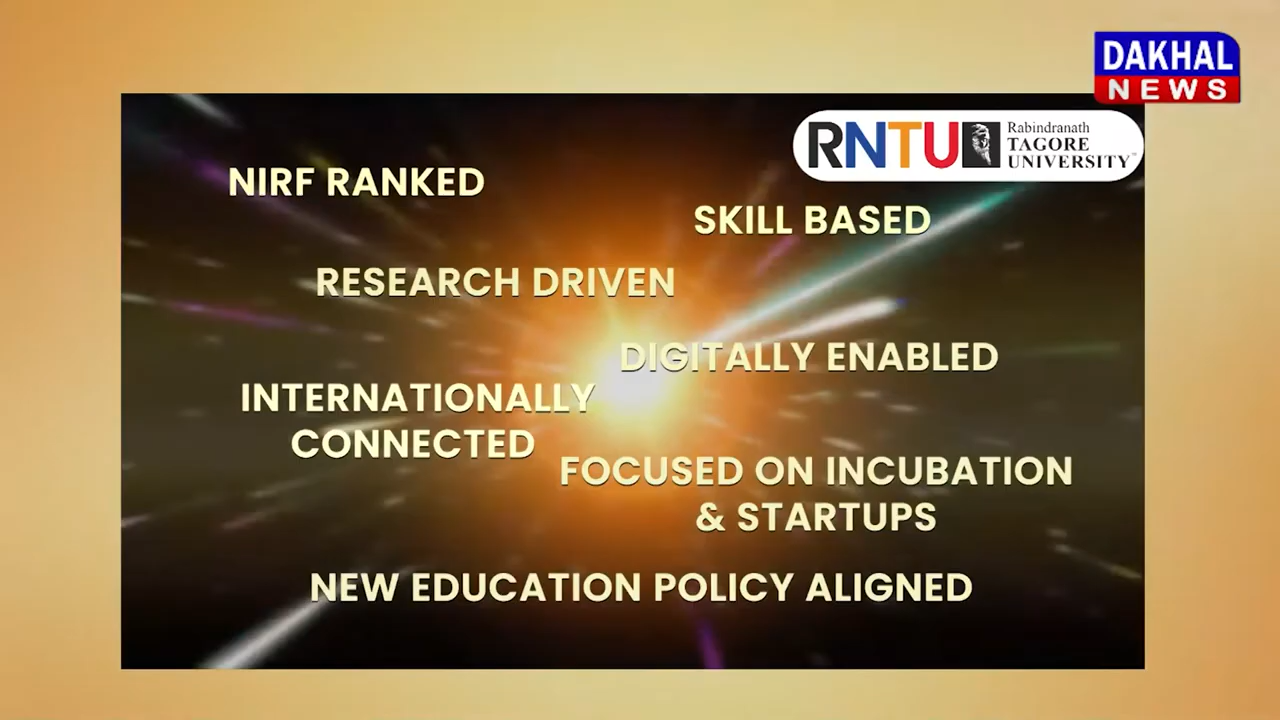 DAKHAL
NEWS
RNTU
Rabindranath
TAGORE
UNIVERSITY™
NIRF RANKED
SKILL BASED
RESEARCH DRIVEN
DIGITALLY ENABLED
INTERNATIONALLY
CONNECTED
FOCUSED ON INCUBATION
& STARTUPS
NEW EDUCATION POLICY ALIGNED